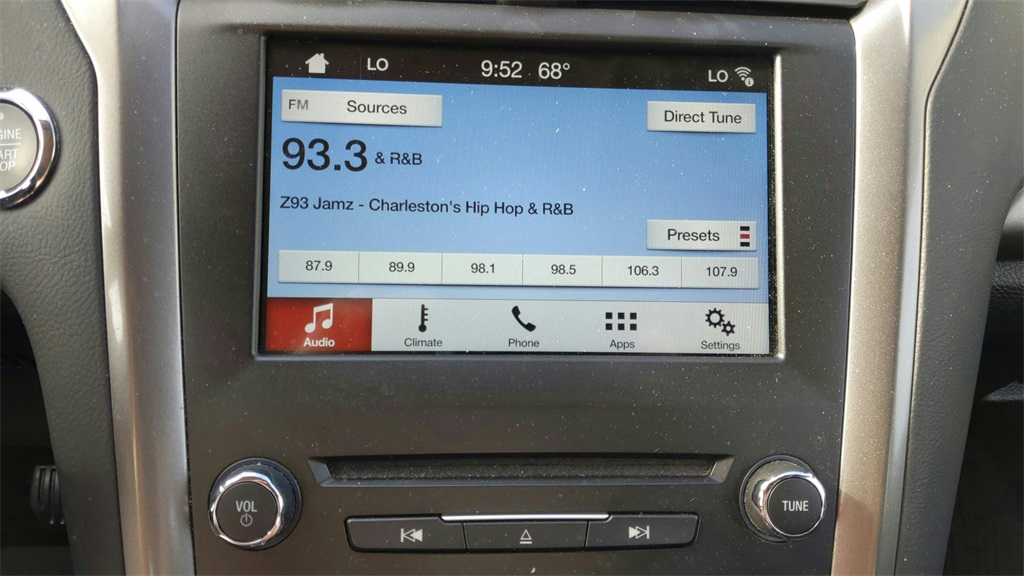 LO 9:52 68° LO
FM Sources Direct Tune
93.3 & R&B
Z93 Jamz - Charleston's Hip Hop & R&B
Presets
87.9 89.9 98.1 98.5 106.3 107.9
Audio Climate Phone Apps Settings
VOL TUNE